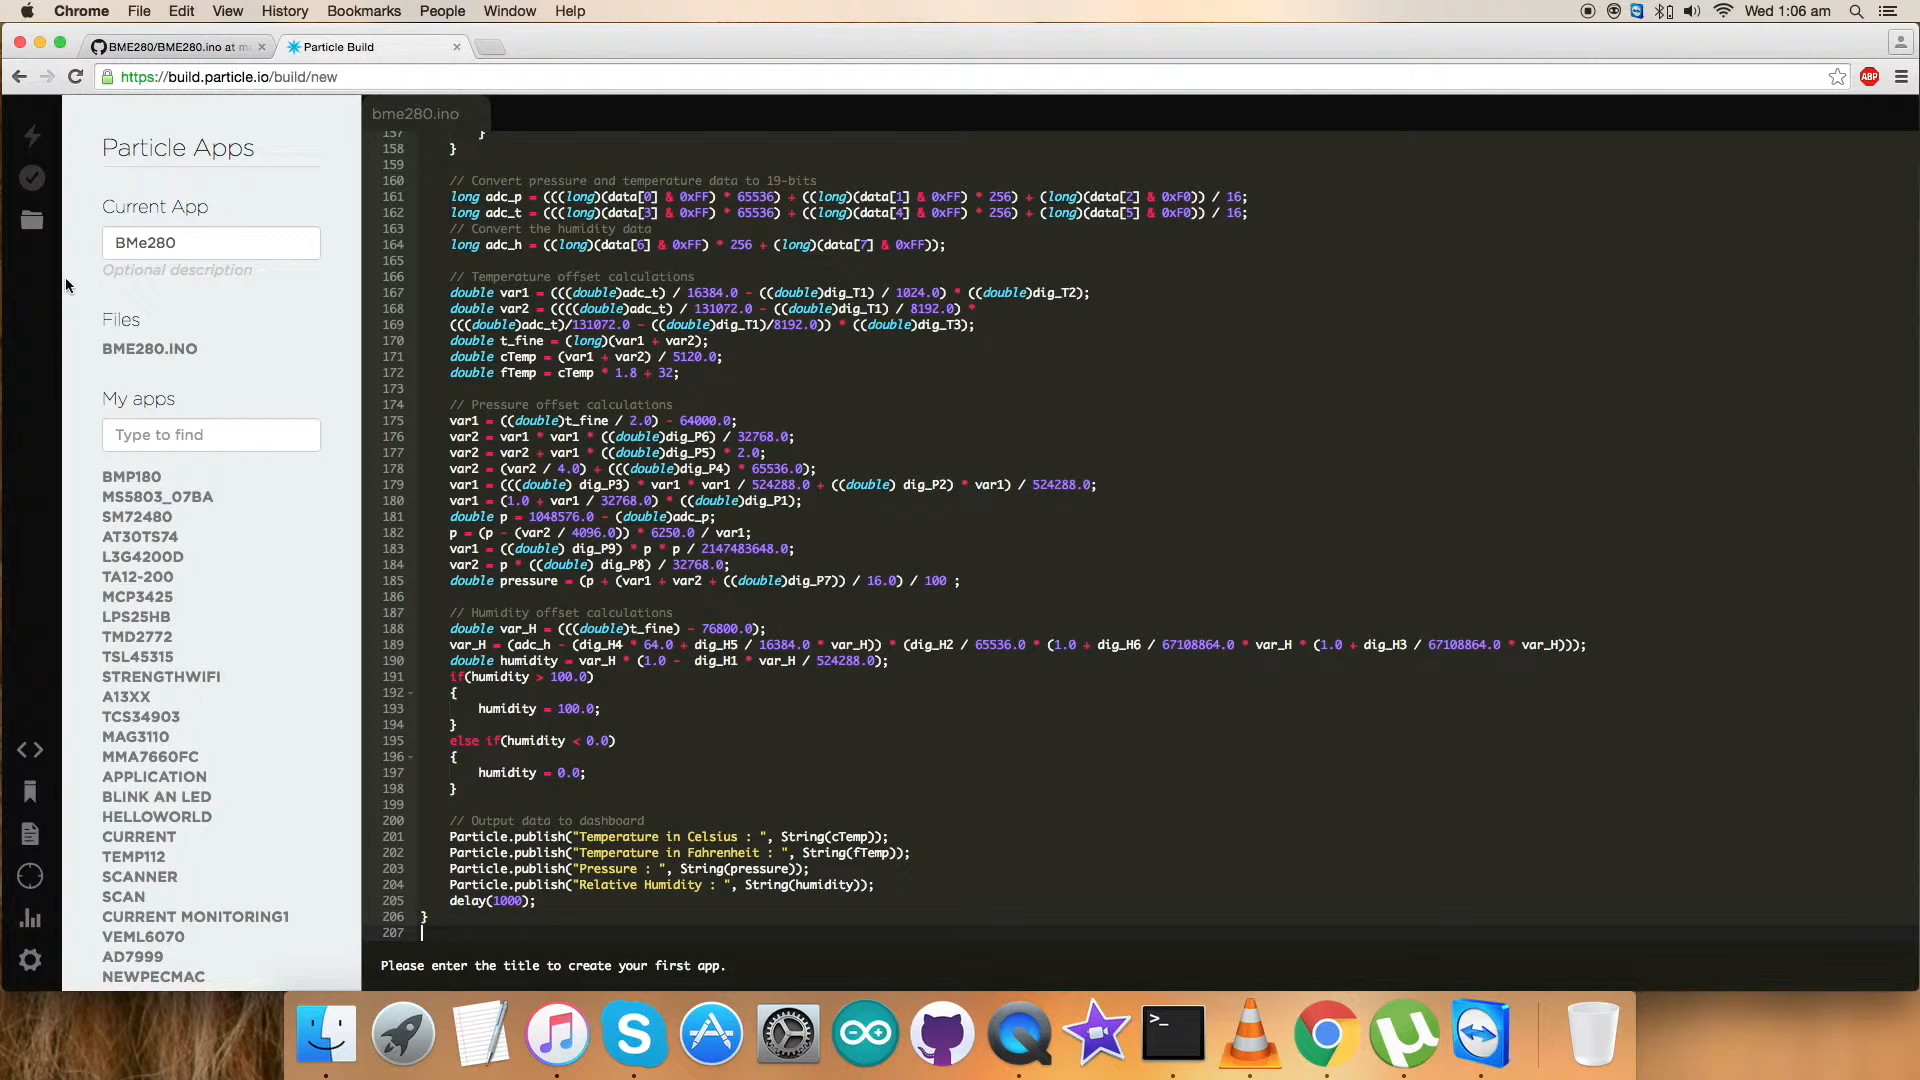 Chrome File Edit View History Bookmarks People Window Help Wed 1:06 am
BME280/BME280.ino at m Particle Build
https://build.particle.io/build/new ABP
bme280.ino
Particle Apps
Current App
BMe280
Optional description
Files
BME280.INO
My apps
Type to find
BMP180
MS5803_07BA
SM72480
AT30TS74
L3G4200D
TA12-200
MCP3425
LPS25HB
TMD2772
TSL45315
STRENGTHWIFI
A13XX
TCS34903
MAG3110
MMA7660FC
APPLICATION
BLINK AN LED
HELLOWORLD
CURRENT
TEMP112
SCANNER
SCAN
CURRENT MONITORING1
VEML6070
AD7999
NEWPECMAC
157 }
158 }
159
160 // Convert pressure and temperature data to 19-bits
161 long adc_p = (((long)(data[0] & 0xFF) * 65536) + ((long)(data[1] & 0xFF) * 256) + (long)(data[2] & 0xF0)) / 16;
162 long adc_t = (((long)(data[3] & 0xFF) * 65536) + ((long)(data[4] & 0xFF) * 256) + (long)(data[5] & 0xF0)) / 16;
163 // Convert the humidity data
164 long adc_h = ((long)(data[6] & 0xFF) * 256 + (long)(data[7] & 0xFF));
165
166 // Temperature offset calculations
167 double var1 = (((double)adc_t) / 16384.0 - ((double)dig_T1) / 1024.0) * ((double)dig_T2);
168 double var2 = ((((double)adc_t) / 131072.0 - ((double)dig_T1) / 8192.0) *
169 (((double)adc_t)/131072.0 - ((double)dig_T1)/8192.0)) * ((double)dig_T3);
170 double t_fine = (long)(var1 + var2);
171 double cTemp = (var1 + var2) / 5120.0;
172 double fTemp = cTemp * 1.8 + 32;
173
174 // Pressure offset calculations
175 var1 = ((double)t_fine / 2.0) - 64000.0;
176 var2 = var1 * var1 * ((double)dig_P6) / 32768.0;
177 var2 = var2 + var1 * ((double)dig_P5) * 2.0;
178 var2 = (var2 / 4.0) + (((double)dig_P4) * 65536.0);
179 var1 = (((double) dig_P3) * var1 * var1 / 524288.0 + ((double) dig_P2) * var1) / 524288.0;
180 var1 = (1.0 + var1 / 32768.0) * ((double)dig_P1);
181 double p = 1048576.0 - (double)adc_p;
182 p = (p - (var2 / 4096.0)) * 6250.0 / var1;
183 var1 = ((double) dig_P9) * p * p / 2147483648.0;
184 var2 = p * ((double) dig_P8) / 32768.0;
185 double pressure = (p + (var1 + var2 + ((double)dig_P7)) / 16.0) / 100 ;
186
187 // Humidity offset calculations
188 double var_H = (((double)t_fine) - 76800.0);
189 var_H = (adc_h - (dig_H4 * 64.0 + dig_H5 / 16384.0 * var_H)) * (dig_H2 / 65536.0 * (1.0 + dig_H6 / 67108864.0 * var_H * (1.0 + dig_H3 / 67108864.0 * var_H)));
190 double humidity = var_H * (1.0 - dig_H1 * var_H / 524288.0);
191 if(humidity > 100.0)
192 {
193 humidity = 100.0;
194 }
195 else if(humidity < 0.0)
196 {
197 humidity = 0.0;
198 }
199
200 // Output data to dashboard
201 Particle.publish("Temperature in Celsius : ", String(cTemp));
202 Particle.publish("Temperature in Fahrenheit : ", String(fTemp));
203 Particle.publish("Pressure : ", String(pressure));
204 Particle.publish("Relative Humidity : ", String(humidity));
205 delay(1000);
206 }
207
Please enter the title to create your first app.